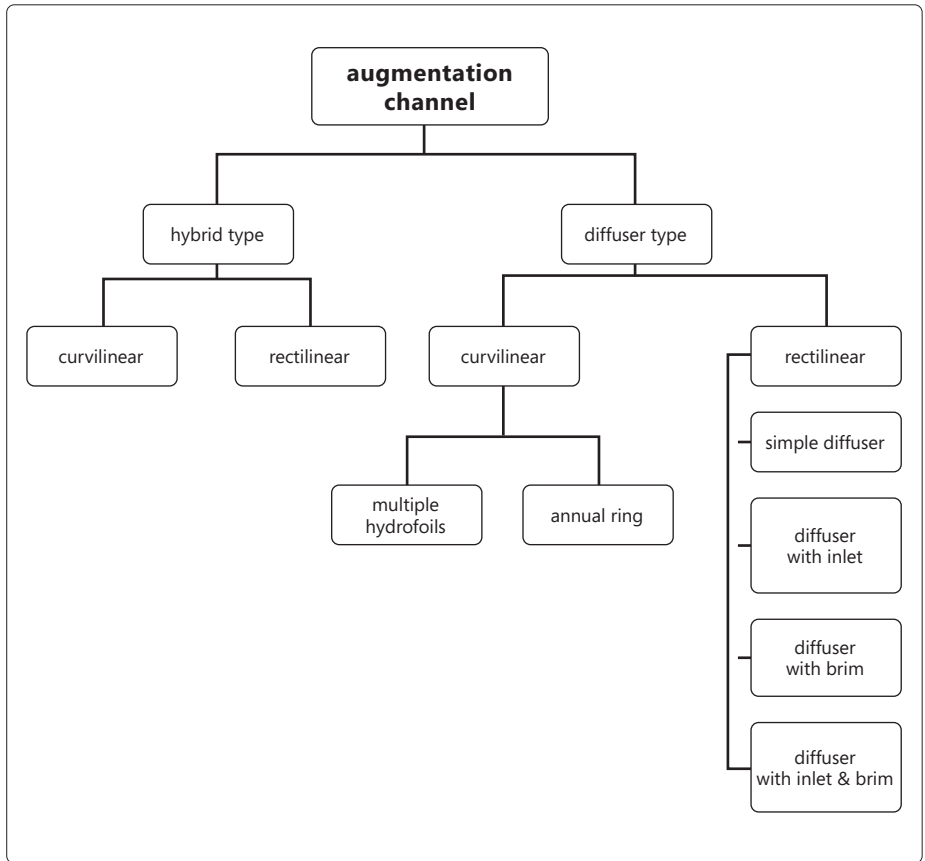 augmentation
channel
hybrid type
diffuser type
curvilinear
rectilinear
curvilinear
rectilinear
simple diffuser
multiple
hydrofoils
annual ring
diffuser
with inlet
diffuser
with brim
diffuser
with inlet & brim